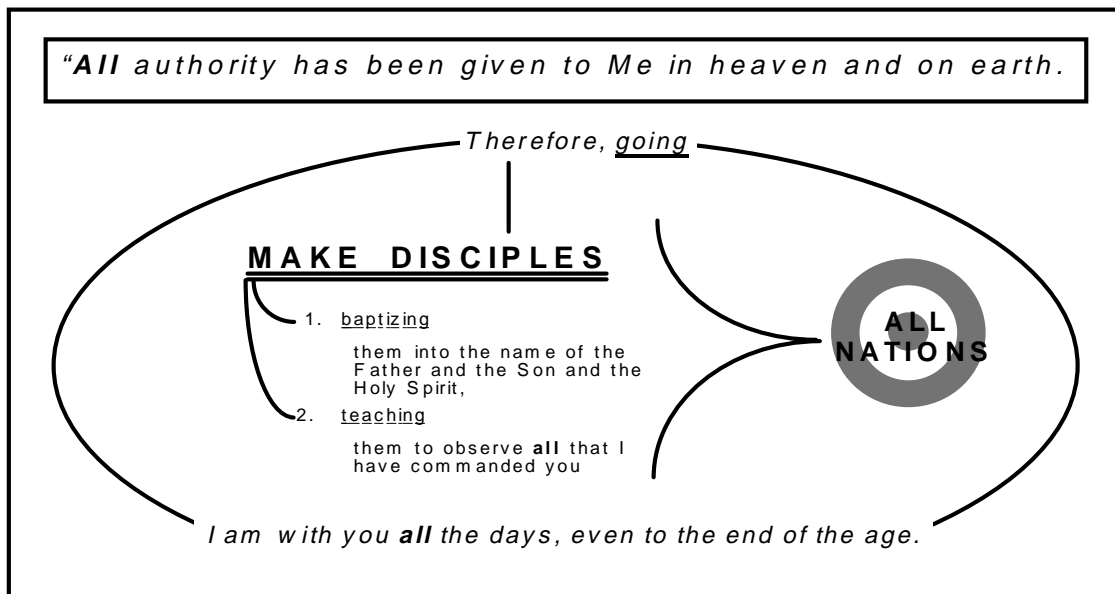 “All authority has been given to Me in heaven and on earth.
Therefore, going
MAKE DISCIPLES
1. baptizing
them into the name of the
Father and the Son and the
Holy Spirit,
2. teaching
them to observe all that I
have commanded you
ALL
NATIONS
I am with you all the days, even to the end of the age.